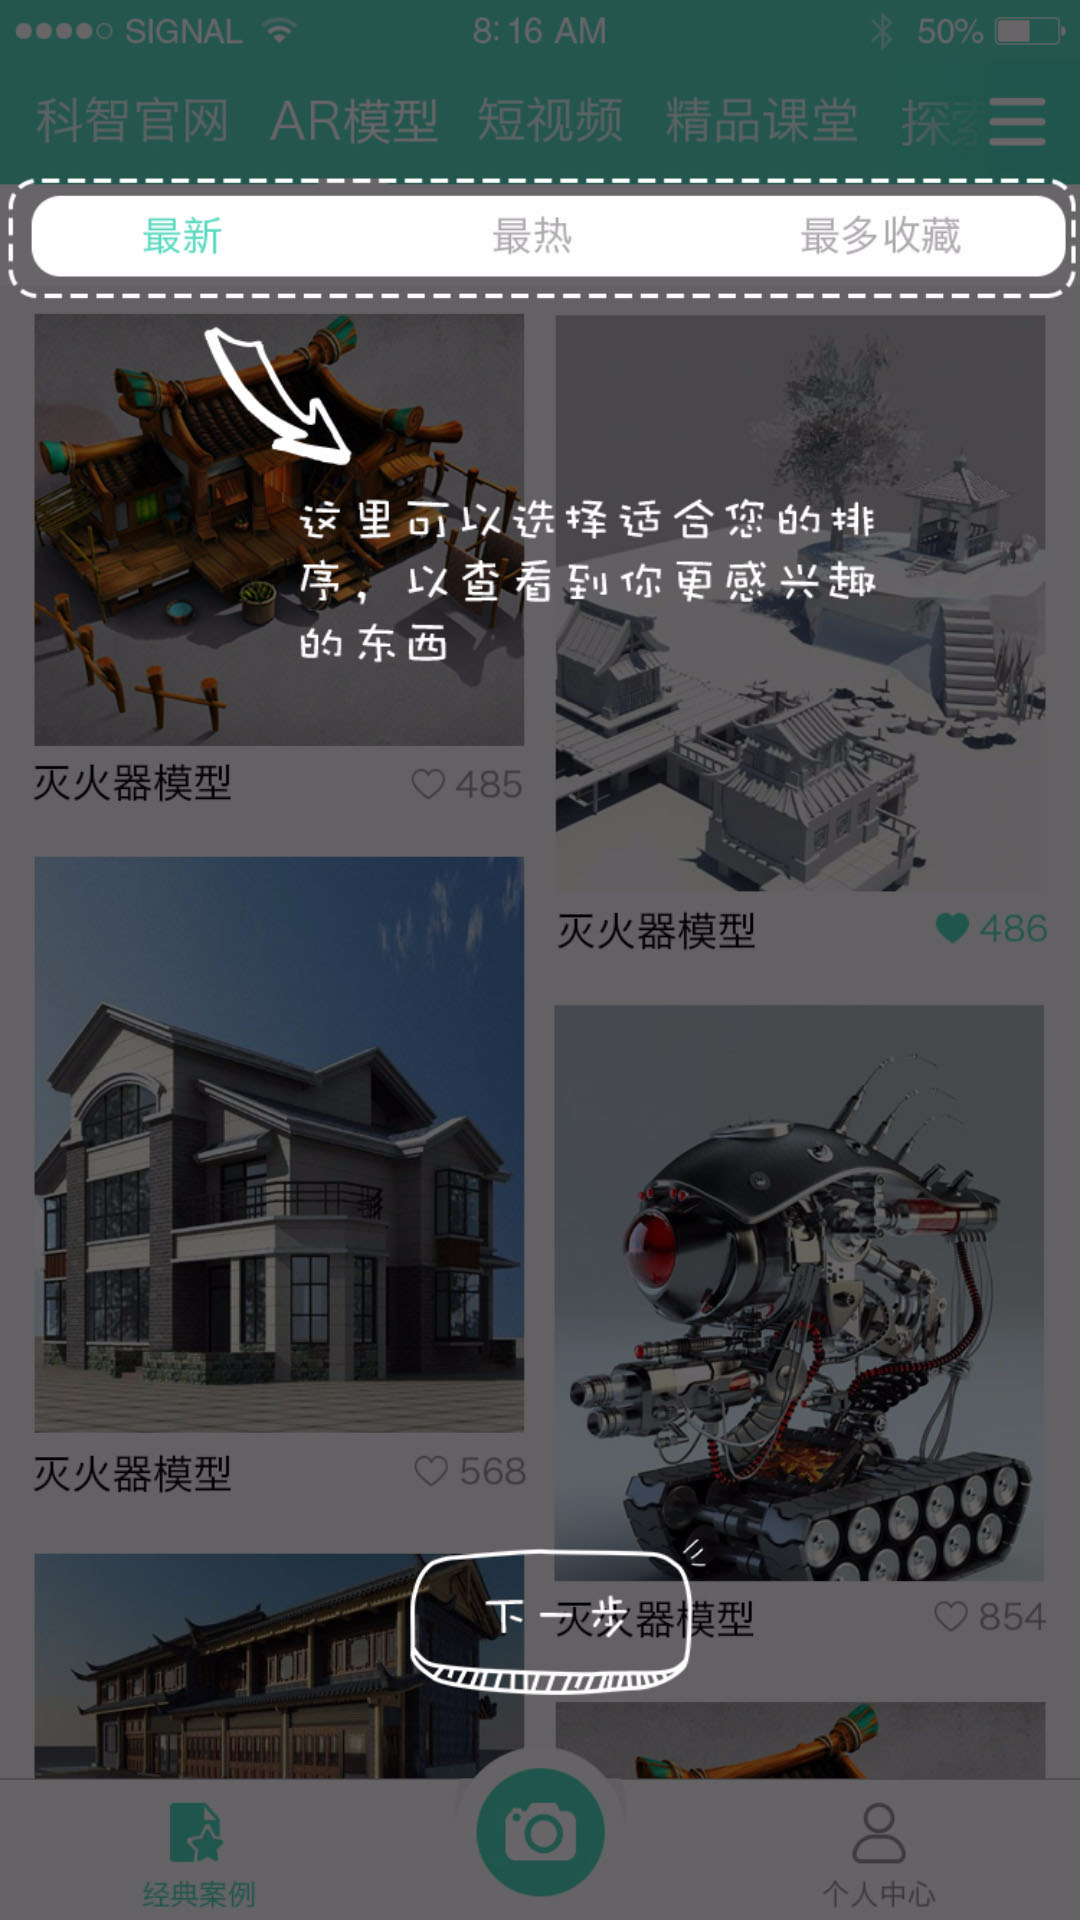 SIGNAL 8:16 AM 50%
科智官网 AR模型 短视频 精品课堂 探索
最新 最热 最多收藏
这里可以选择适合您的排
序，以查看到你更感兴趣
的东西
灭火器模型 485
灭火器模型 486
灭火器模型 568
灭火器模型 854
下一步
经典案例 个人中心